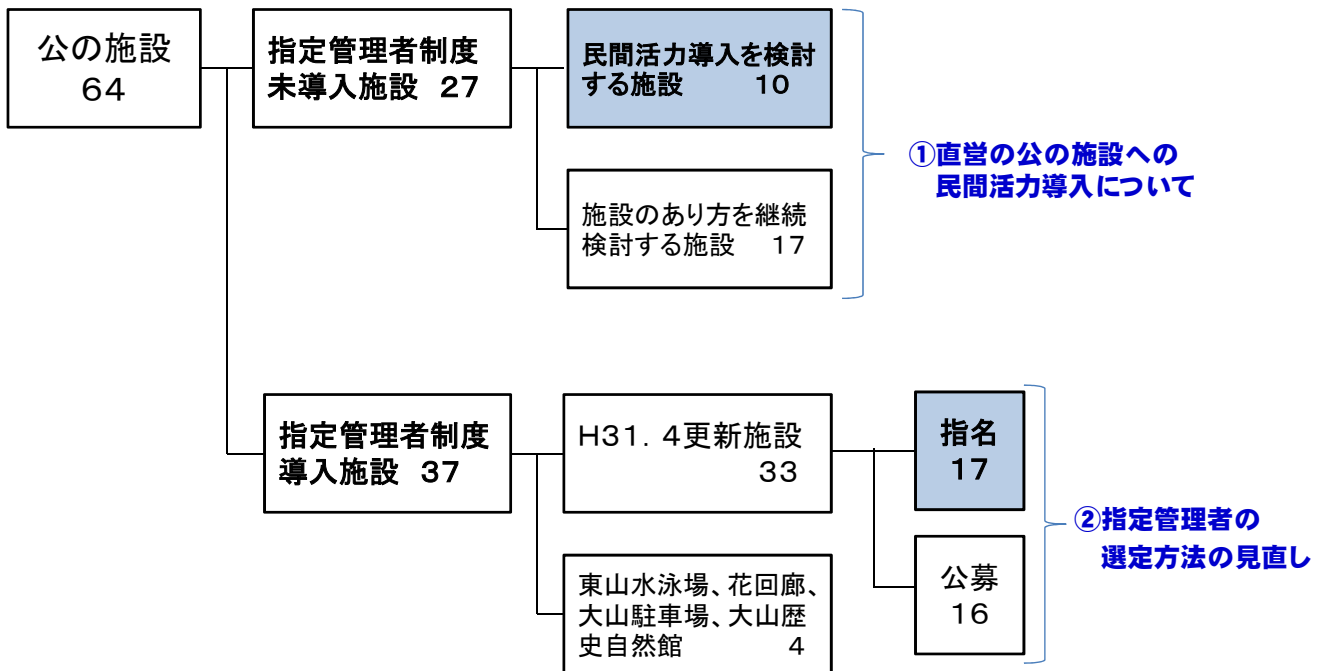 公の施設
64
指定管理者制度
未導入施設 27
民間活力導入を検討
する施設 10
施設のあり方を継続
検討する施設 17
①直営の公の施設への
民間活力導入について
指定管理者制度
導入施設 37
H31.4更新施設
33
指名
17
公募
16
東山水泳場、花回廊、
大山駐車場、大山歴
史自然館 4
②指定管理者の
選定方法の見直し